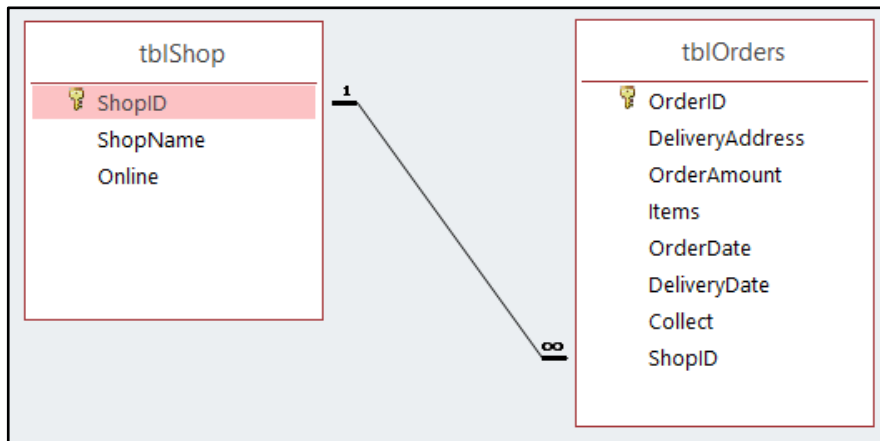 tblShop
ShopID
ShopName
Online
1
∞
tblOrders
OrderID
DeliveryAddress
OrderAmount
Items
OrderDate
DeliveryDate
Collect
ShopID